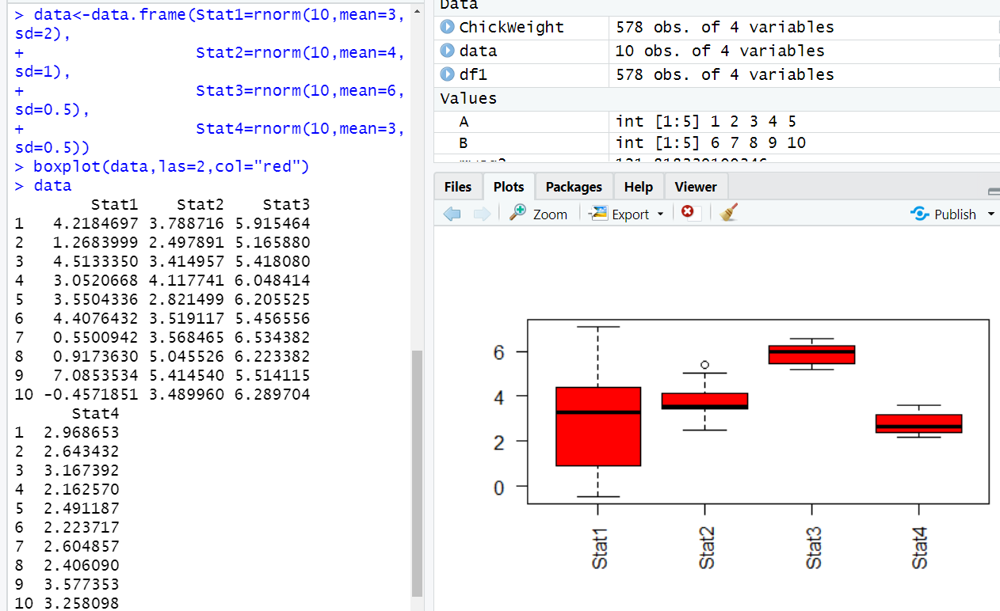 > data<-data.frame(Stat1=rnorm(10,mean=3,
sd=2),
+                   Stat2=rnorm(10,mean=4,
sd=1),
+                   Stat3=rnorm(10,mean=6,
sd=0.5),
+                   Stat4=rnorm(10,mean=3,
sd=0.5))
> boxplot(data,las=2,col="red")
> data
        Stat1    Stat2    Stat3
1   4.2184697 3.788716 5.915464
2   1.2683999 2.497891 5.165880
3   4.5133350 3.414957 5.418080
4   3.0520668 4.117741 6.048414
5   3.5504336 2.821499 6.205525
6   4.4076432 3.519117 5.456556
7   0.5500942 3.568465 6.534382
8   0.9173630 5.045526 6.223382
9   7.0853534 5.414540 5.514115
10 -0.4571851 3.489960 6.289704
      Stat4
1  2.968653
2  2.643432
3  3.167392
4  2.162570
5  2.491187
6  2.223717
7  2.604857
8  2.406090
9  3.577353
10 3.258098
Data
ChickWeight 578 obs. of 4 variables
data 10 obs. of 4 variables
df1 578 obs. of 4 variables
Values
A int [1:5] 1 2 3 4 5
B int [1:5] 6 7 8 9 10
Files Plots Packages Help Viewer
Zoom Export Publish
6
4
2
0
Stat1 Stat2 Stat3 Stat4